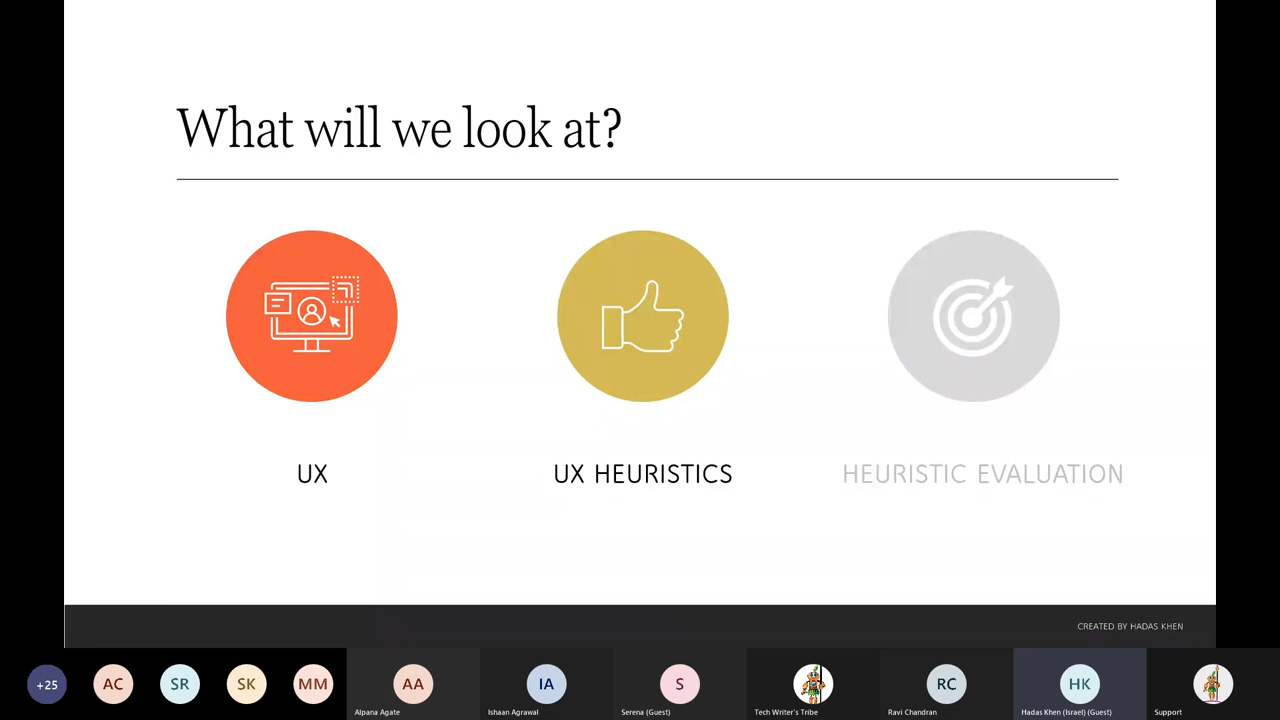 What will we look at?
UX
UX HEURISTICS
HEURISTIC EVALUATION
CREATED BY HADAS KHEN
+25
AC
SR
SK
MM
AA
IA
S
RC
HK
Alpana Agate
Ishaan Agrawal
Serena (Guest)
Tech Writer's Tribe
Ravi Chandran
Hadas Khen (Israel) (Guest)
Support